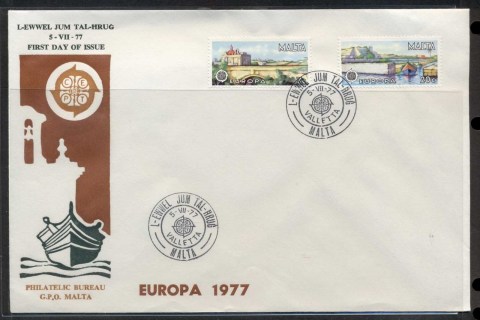 L-EWWEL JUM TAL-HRUG
5 - VII - 77
FIRST DAY OF ISSUE
C E P T
MALTA
EUROPA
MALTA
EUROPA
L-EWWEL JUM TAL-HRUG
5-VII-77
VALLETTA
MALTA
L-EWWEL JUM TAL-HRUG
5-VII-77
VALLETTA
MALTA
PHILATELIC BUREAU
G.P.O. MALTA
EUROPA 1977